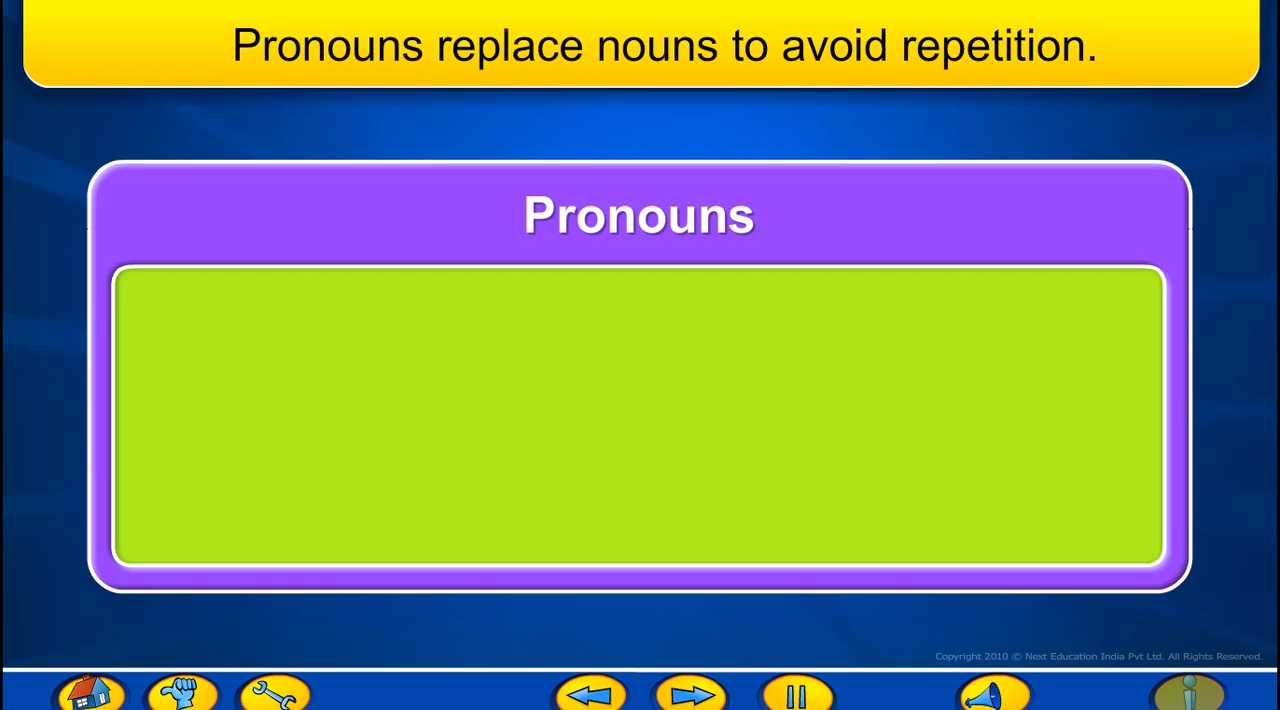 Pronouns replace nouns to avoid repetition.
Pronouns
Copyright 2010 © Next Education India Pvt Ltd. All Rights Reserved.